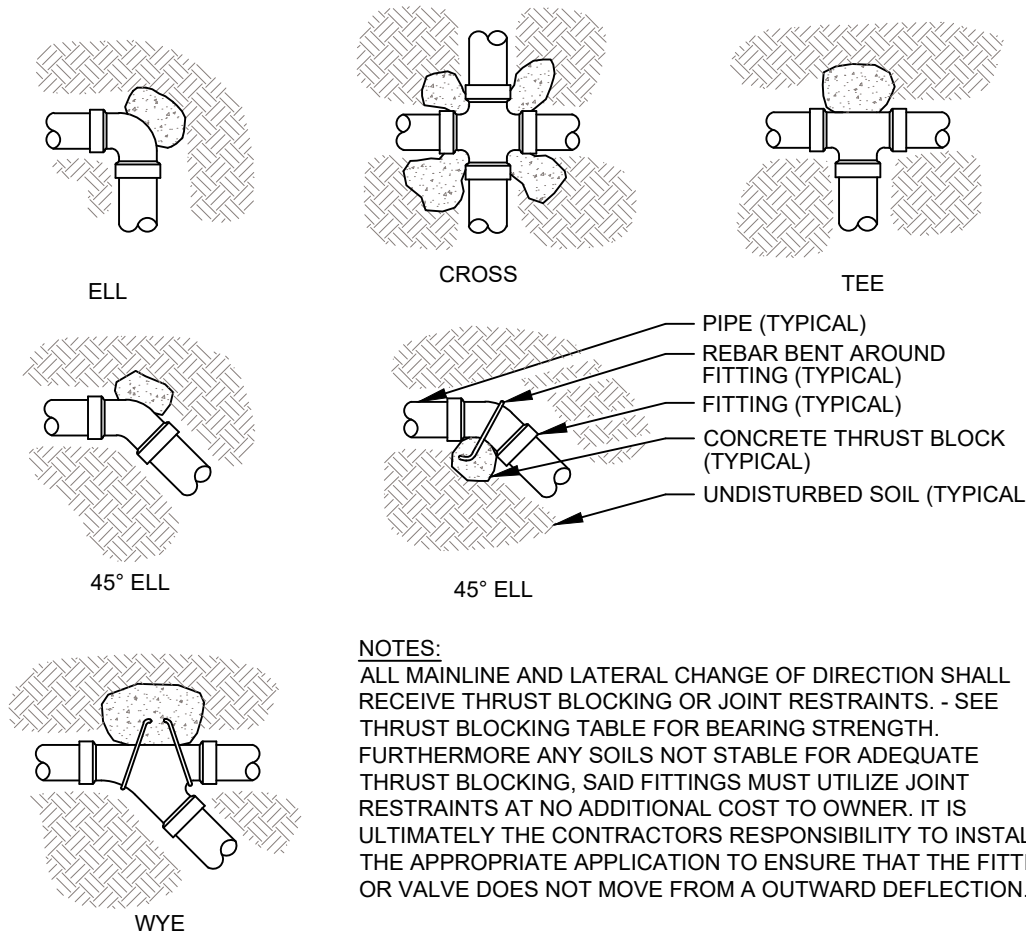 ELL
CROSS
TEE
PIPE (TYPICAL)
REBAR BENT AROUND
FITTING (TYPICAL)
FITTING (TYPICAL)
CONCRETE THRUST BLOCK
(TYPICAL)
UNDISTURBED SOIL (TYPICAL
45° ELL
45° ELL
WYE
NOTES:
ALL MAINLINE AND LATERAL CHANGE OF DIRECTION SHALL
RECEIVE THRUST BLOCKING OR JOINT RESTRAINTS. - SEE
THRUST BLOCKING TABLE FOR BEARING STRENGTH.
FURTHERMORE ANY SOILS NOT STABLE FOR ADEQUATE
THRUST BLOCKING, SAID FITTINGS MUST UTILIZE JOINT
RESTRAINTS AT NO ADDITIONAL COST TO OWNER. IT IS
ULTIMATELY THE CONTRACTORS RESPONSIBILITY TO INSTAL
THE APPROPRIATE APPLICATION TO ENSURE THAT THE FITTI
OR VALVE DOES NOT MOVE FROM A OUTWARD DEFLECTION.